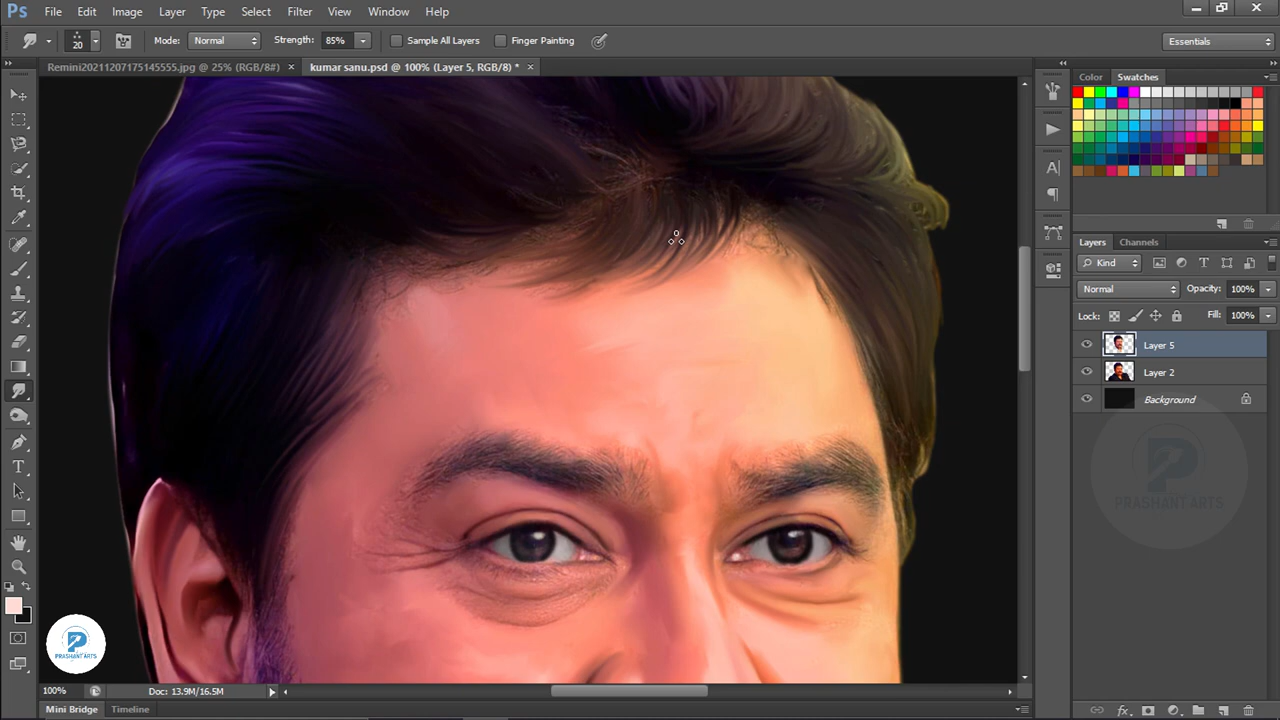 Ps File Edit Image Layer Type Select Filter 3D View Window Help
20 Mode: Normal Strength: 85% Sample All Layers Finger Painting Essentials
Remini20211207175145555.jpg @ 25% (RGB/8#) × kumar sanu.psd @ 100% (Layer 5, RGB/8) * ×
Color Swatches
Layers Channels
Kind
Normal Opacity: 100%
Lock: Fill: 100%
Layer 5
Layer 2
Background
PRASHANT ARTS
PRASHANT ARTS
100% Doc: 13.9M/16.5M
Mini Bridge Timeline